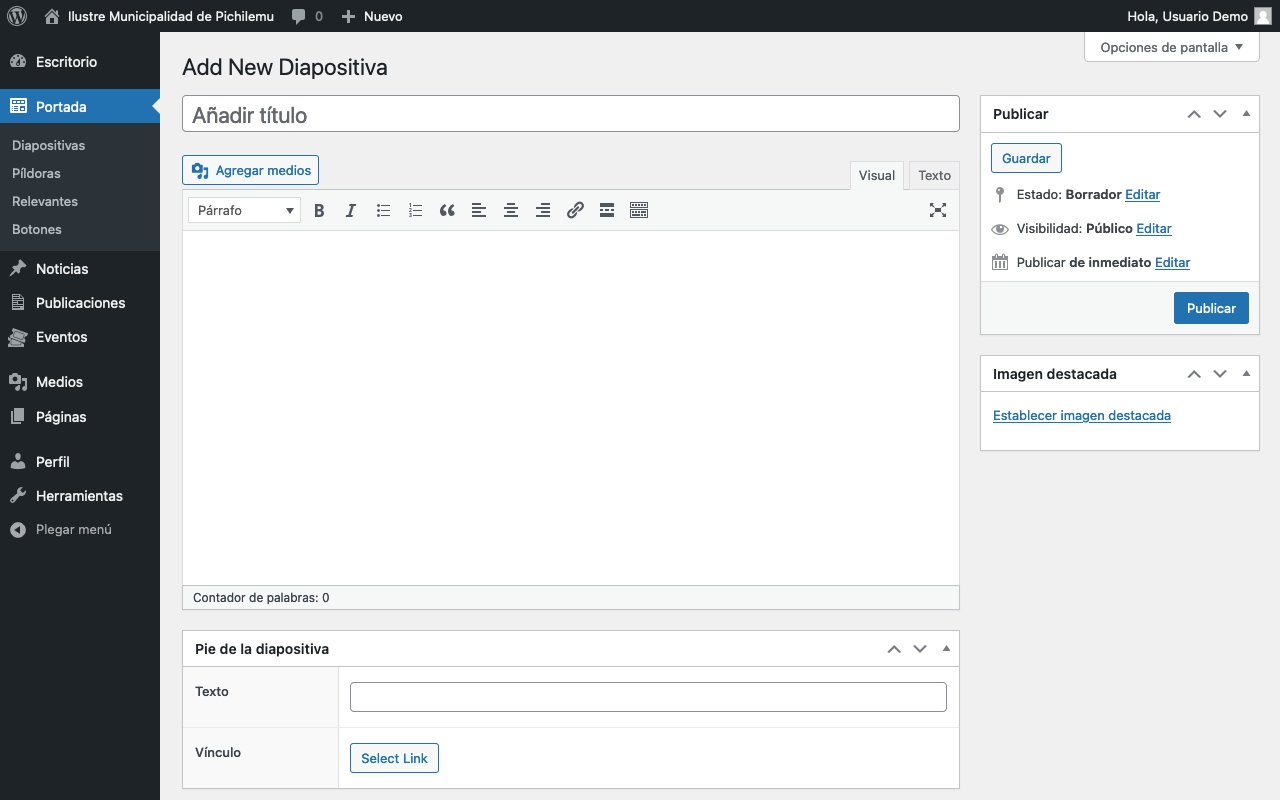 Ilustre Municipalidad de Pichilemu 0 Nuevo Hola, Usuario Demo
Opciones de pantalla
Escritorio
Portada
Diapositivas
Píldoras
Relevantes
Botones
Noticias
Publicaciones
Eventos
Medios
Páginas
Perfil
Herramientas
Plegar menú
Add New Diapositiva
Añadir título
Agregar medios
Visual Texto
Párrafo
Contador de palabras: 0
Pie de la diapositiva
Texto
Vínculo Select Link
Publicar
Guardar
Estado: Borrador Editar
Visibilidad: Público Editar
Publicar de inmediato Editar
Publicar
Imagen destacada
Establecer imagen destacada